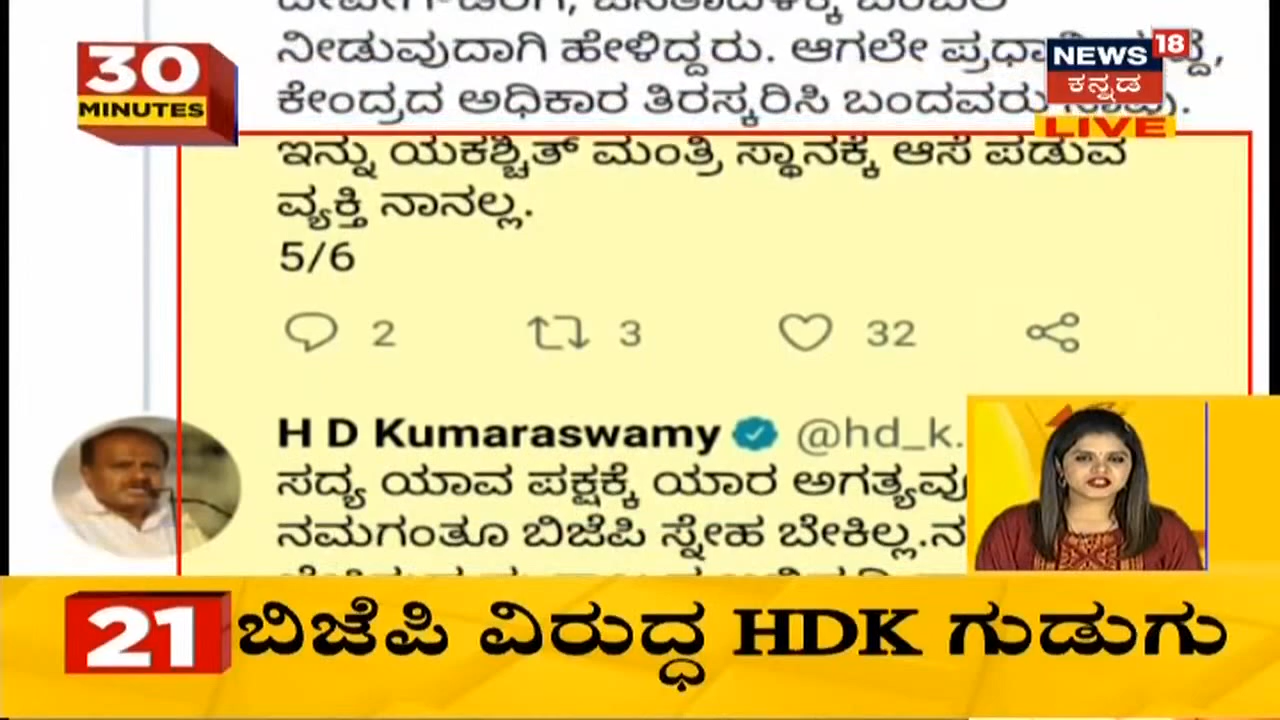 ನೀಡುವುದಾಗಿ ಹೇಳಿದ್ದರು. ಆಗಲೇ
ಕೇಂದ್ರದ ಅಧಿಕಾರ ತಿರಸ್ಕರಿಸಿ ಬಂದವರು
30
MINUTES
NEWS 18
ಕನ್ನಡ
LIVE
ಇನ್ನು ಯಕಶ್ಚಿತ್ ಮಂತ್ರಿ ಸ್ಥಾನಕ್ಕೆ ಆಸೆ ಪಡುವ
ವ್ಯಕ್ತಿ ನಾನಲ್ಲ.
5/6
2 3 32
H D Kumaraswamy @hd_k.
ಸದ್ಯ ಯಾವ ಪಕ್ಷಕ್ಕೆ ಯಾರ ಅಗತ್ಯವು
ನಮಗಂತೂ ಬಿಜೆಪಿ ಸ್ನೇಹ ಬೇಕಿಲ್ಲ.ನ
21 ಬಿಜೆಪಿ ವಿರುದ್ಧ HDK ಗುಡುಗು